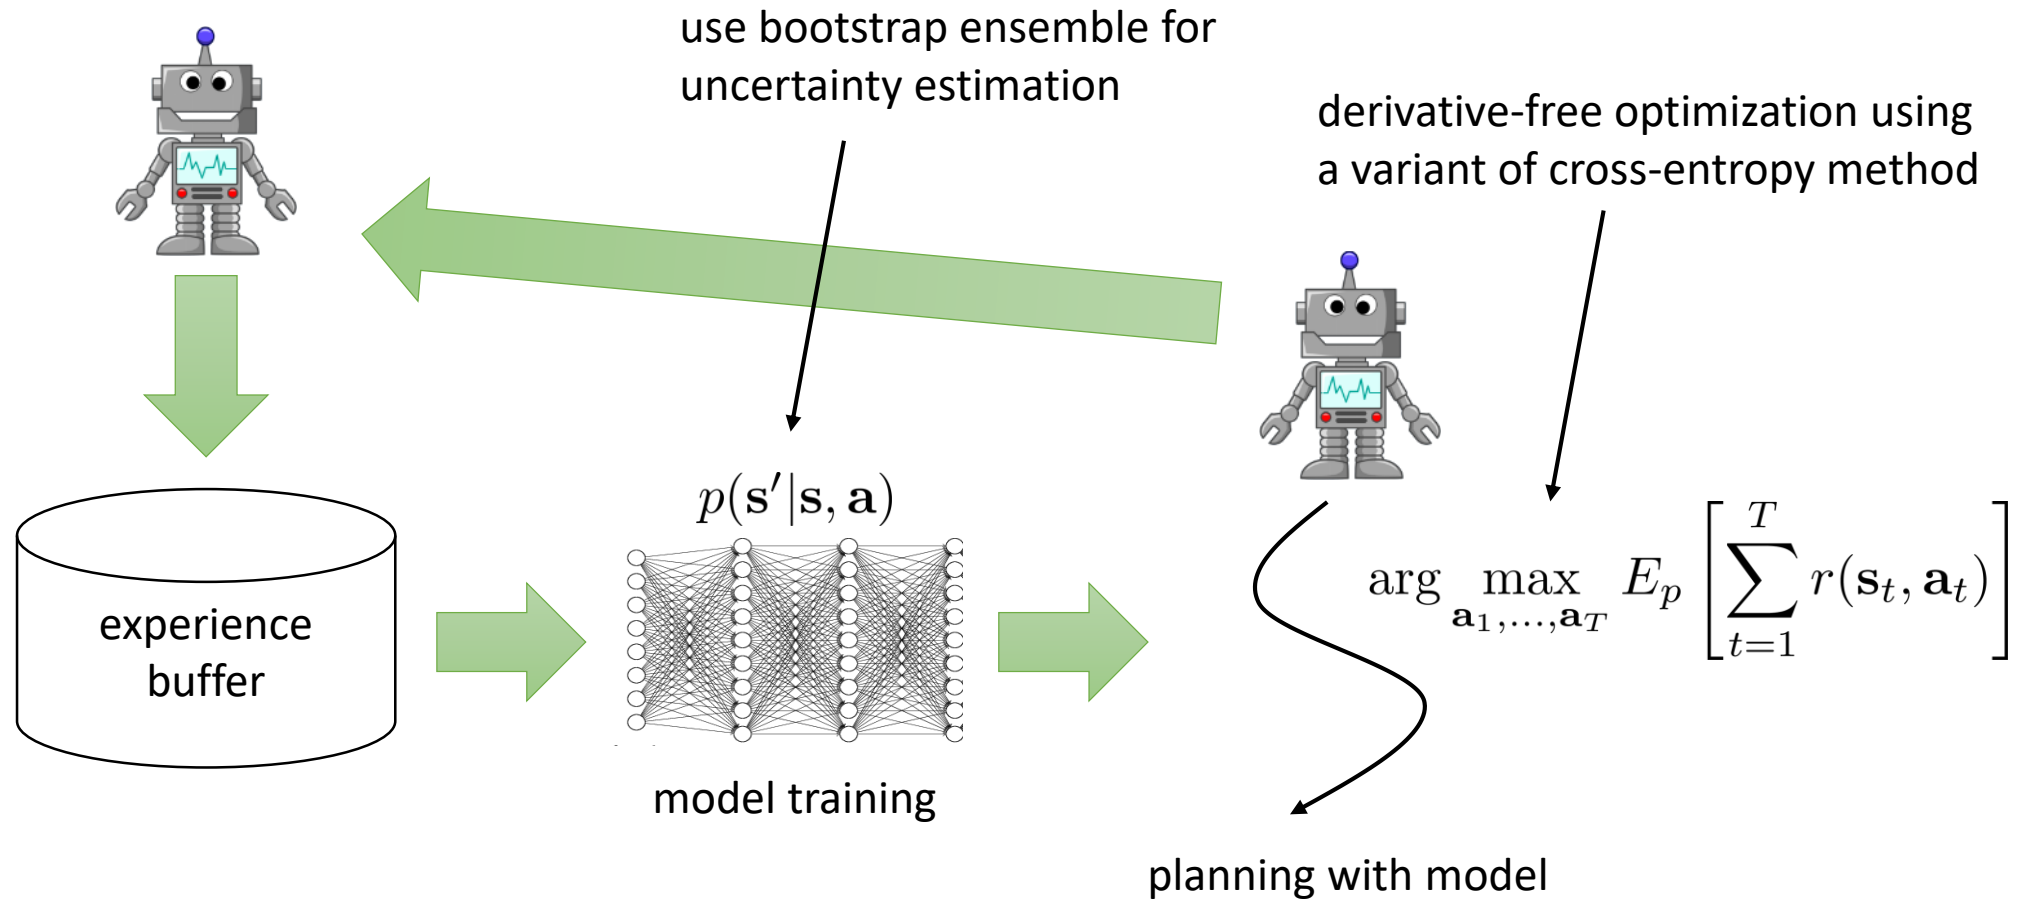 use bootstrap ensemble for
uncertainty estimation
derivative-free optimization using
a variant of cross-entropy method
p(s′|s, a)
arg max E_p [ ∑ r(s_t, a_t) ]
T
a_1,...,a_T
t=1
experience
buffer
model training
planning with model